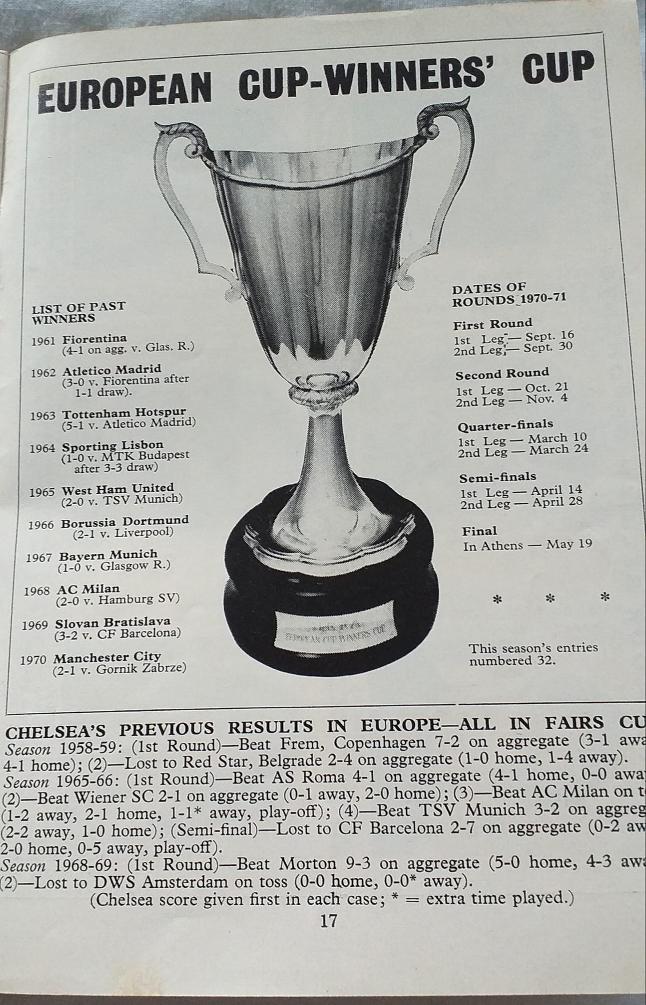 EUROPEAN CUP-WINNERS' CUP
LIST OF PAST
WINNERS
1961 Fiorentina
(4-1 on agg. v. Glas. R.)
1962 Atletico Madrid
(3-0 v. Fiorentina after
1-1 draw).
1963 Tottenham Hotspur
(5-1 v. Atletico Madrid)
1964 Sporting Lisbon
(1-0 v. MTK Budapest
after 3-3 draw)
1965 West Ham United
(2-0 v. TSV Munich)
1966 Borussia Dortmund
(2-1 v. Liverpool)
1967 Bayern Munich
(1-0 v. Glasgow R.)
1968 AC Milan
(2-0 v. Hamburg SV)
1969 Slovan Bratislava
(3-2 v. CF Barcelona)
1970 Manchester City
(2-1 v. Gornik Zabrze)
EUROPEAN CUP WINNERS CUP
DATES OF
ROUNDS 1970-71
First Round
1st Leg — Sept. 16
2nd Leg — Sept. 30
Second Round
1st Leg — Oct. 21
2nd Leg — Nov. 4
Quarter-finals
1st Leg — March 10
2nd Leg — March 24
Semi-finals
1st Leg — April 14
2nd Leg — April 28
Final
In Athens — May 19
* * *
This season's entries
numbered 32.
CHELSEA'S PREVIOUS RESULTS IN EUROPE—ALL IN FAIRS CU
Season 1958-59: (1st Round)—Beat Frem, Copenhagen 7-2 on aggregate (3-1 awa
4-1 home); (2)—Lost to Red Star, Belgrade 2-4 on aggregate (1-0 home, 1-4 away).
Season 1965-66: (1st Round)—Beat AS Roma 4-1 on aggregate (4-1 home, 0-0 awa
(2)—Beat Wiener SC 2-1 on aggregate (0-1 away, 2-0 home); (3)—Beat AC Milan on t
(1-2 away, 2-1 home, 1-1* away, play-off); (4)—Beat TSV Munich 3-2 on aggreg
(2-2 away, 1-0 home); (Semi-final)—Lost to CF Barcelona 2-7 on aggregate (0-2 aw
2-0 home, 0-5 away, play-off).
Season 1968-69: (1st Round)—Beat Morton 9-3 on aggregate (5-0 home, 4-3 awa
(2)—Lost to DWS Amsterdam on toss (0-0 home, 0-0* away).
(Chelsea score given first in each case; * = extra time played.)
17